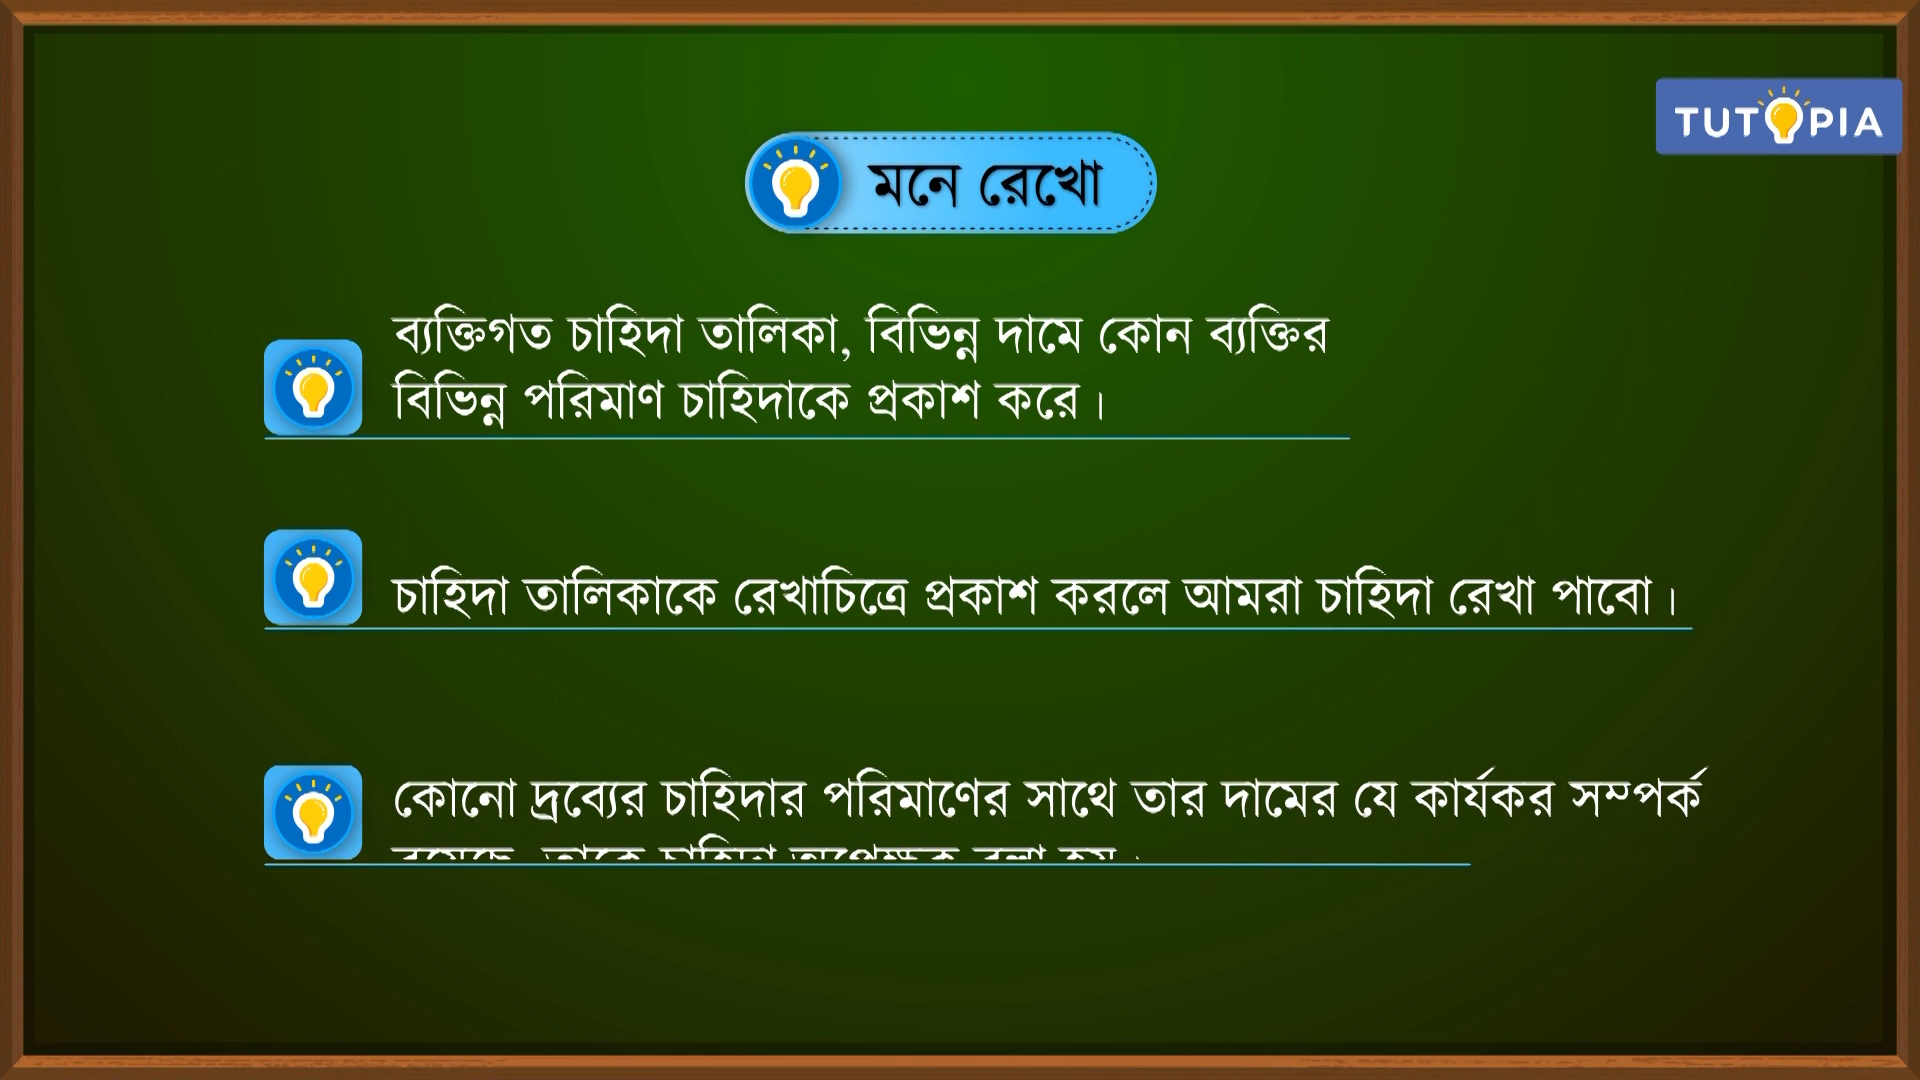 TUTOPIA
মনে রেখো
ব্যক্তিগত চাহিদা তালিকা, বিভিন্ন দামে কোন ব্যক্তির
বিভিন্ন পরিমাণ চাহিদাকে প্রকাশ করে।
চাহিদা তালিকাকে রেখাচিত্রে প্রকাশ করলে আমরা চাহিদা রেখা পাবো।
কোনো দ্রব্যের চাহিদার পরিমাণের সাথে তার দামের যে কার্যকর সম্পর্ক